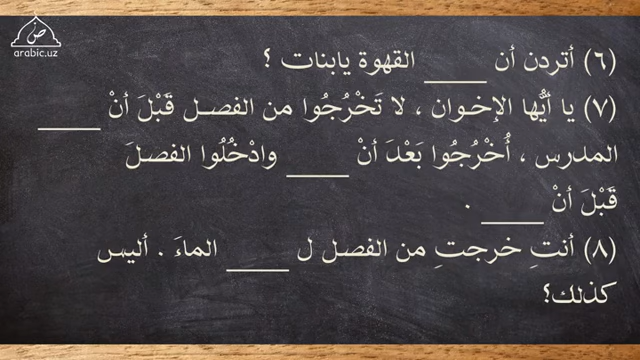 ض
arabic.uz
(٦) أتردن أن ____ القهوة يابنات ؟
(٧) يا أيُّها الإخوان ، لا تَخْرُجُوا من الفصل قَبْلَ أنْ ____
المدرس ، أُخْرُجُوا بَعْدَ أنْ ____ وادْخُلُوا الفصلَ
قَبْلَ أنْ ____ .
(٨) أنتِ خرجتِ من الفصل ل ____ الماءَ . أليس
كذلك؟